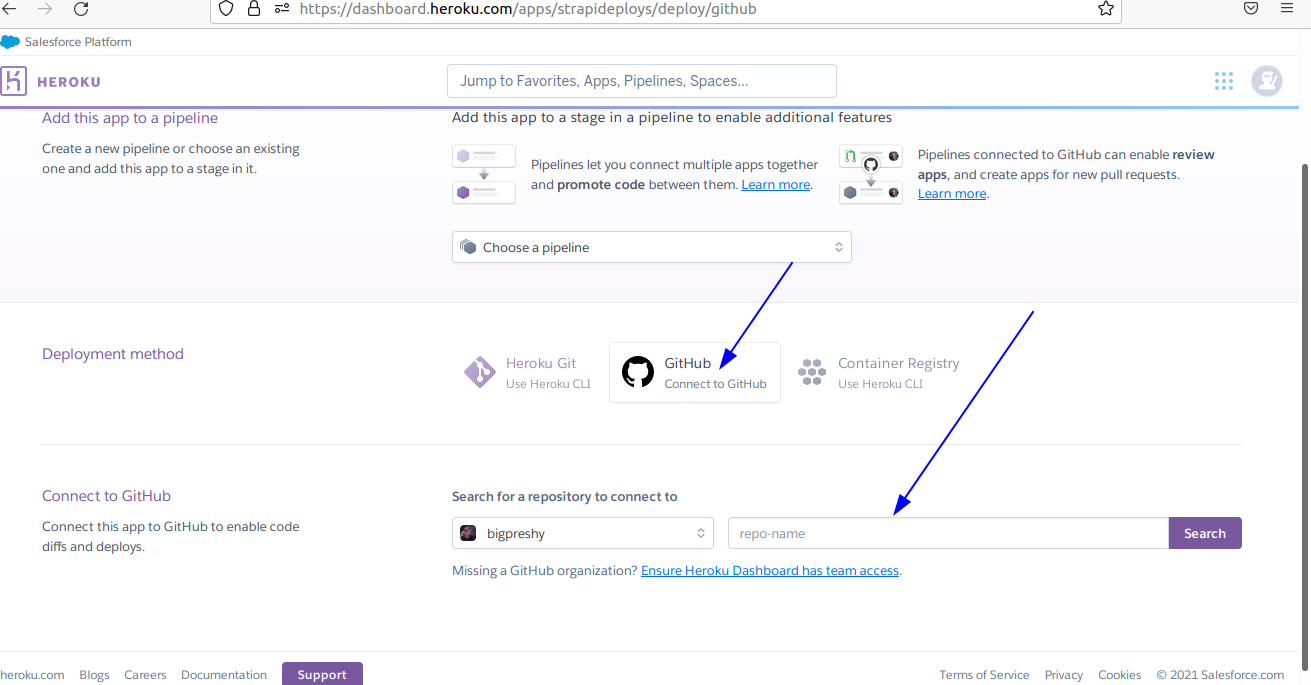 https://dashboard.heroku.com/apps/strapideploys/deploy/github
Salesforce Platform
HEROKU
Jump to Favorites, Apps, Pipelines, Spaces...
Add this app to a pipeline
Create a new pipeline or choose an existing
one and add this app to a stage in it.
Add this app to a stage in a pipeline to enable additional features
Pipelines let you connect multiple apps together
and promote code between them. Learn more.
Pipelines connected to GitHub can enable review
apps, and create apps for new pull requests.
Learn more.
Choose a pipeline
Deployment method
Heroku Git
Use Heroku CLI
GitHub
Connect to GitHub
Container Registry
Use Heroku CLI
Connect to GitHub
Connect this app to GitHub to enable code
diffs and deploys.
Search for a repository to connect to
bigpreshy
repo-name
Search
Missing a GitHub organization? Ensure Heroku Dashboard has team access.
heroku.com
Blogs
Careers
Documentation
Support
Terms of Service
Privacy
Cookies
© 2021 Salesforce.com